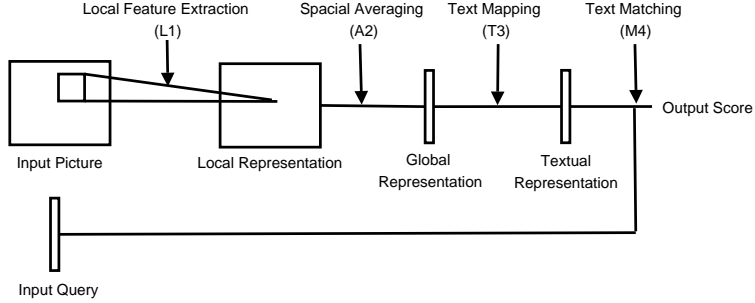 Local Feature Extraction
(L1)
Spacial Averaging
(A2)
Text Mapping
(T3)
Text Matching
(M4)
Output Score
Input Picture
Local Representation
Global
Representation
Textual
Representation
Input Query